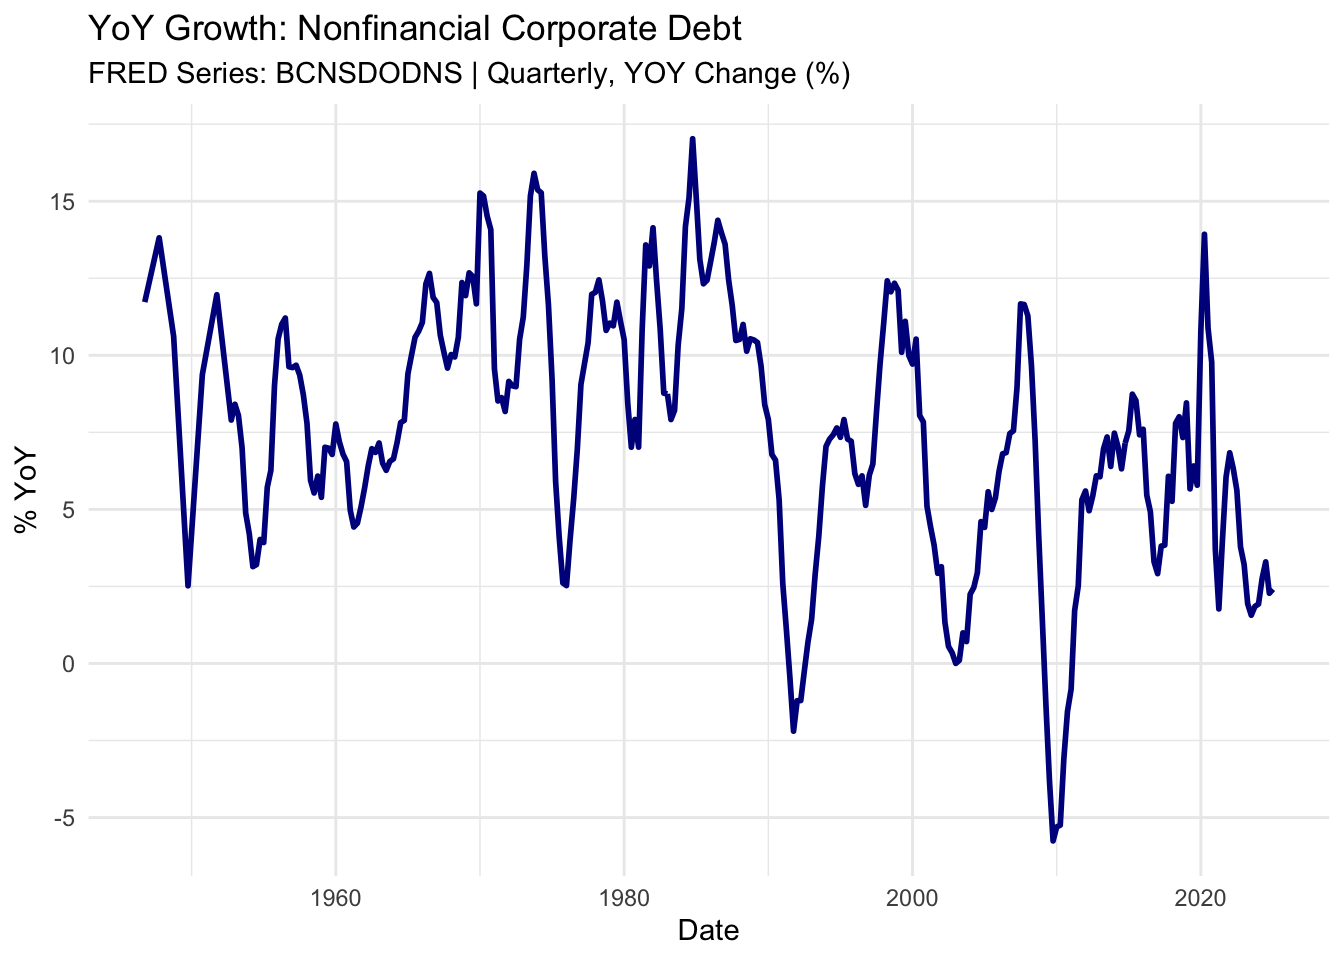 YoY Growth: Nonfinancial Corporate Debt
FRED Series: BCNSDODNS | Quarterly, YOY Change (%)
% YoY
15
10
5
0
-5
1960
1980
2000
2020
Date